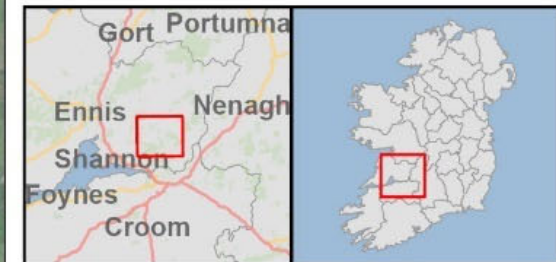 Gort Portumna
Ennis Nenagh
Shannon
Foynes
Croom